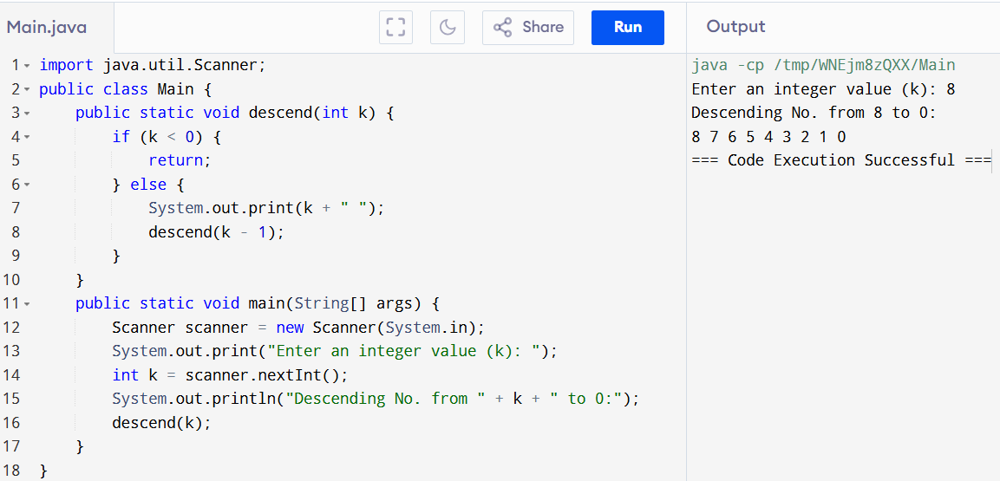 Main.java
Share
Run
Output
1 import java.util.Scanner;
2 public class Main {
3     public static void descend(int k) {
4         if (k < 0) {
5             return;
6         } else {
7             System.out.print(k + " ");
8             descend(k - 1);
9         }
10     }
11     public static void main(String[] args) {
12         Scanner scanner = new Scanner(System.in);
13         System.out.print("Enter an integer value (k): ");
14         int k = scanner.nextInt();
15         System.out.println("Descending No. from " + k + " to 0:");
16         descend(k);
17     }
18 }
java -cp /tmp/WNEjm8zQXX/Main
Enter an integer value (k): 8
Descending No. from 8 to 0:
8 7 6 5 4 3 2 1 0
=== Code Execution Successful ===